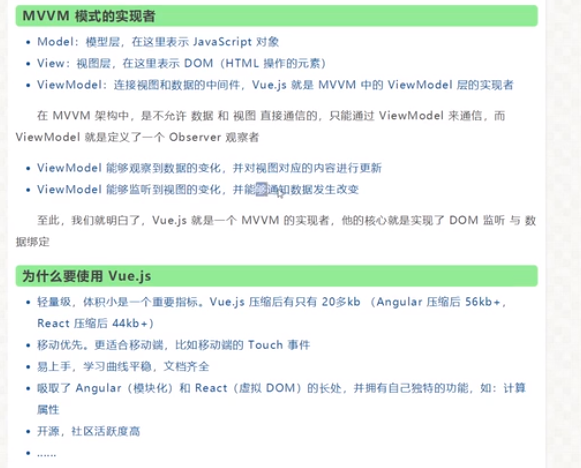 MVVM 模式的实现者
Model：模型层，在这里表示 JavaScript 对象
View：视图层，在这里表示 DOM（HTML 操作的元素）
ViewModel：连接视图和数据的中间件，Vue.js 就是 MVVM 中的 ViewModel 层的实现者
在 MVVM 架构中，是不允许 数据 和 视图 直接通信的，只能通过 ViewModel 来通信，而
ViewModel 就是定义了一个 Observer 观察者
ViewModel 能够观察到数据的变化，并对视图对应的内容进行更新
ViewModel 能够监听到视图的变化，并能够通知数据发生改变
至此，我们就明白了，Vue.js 就是一个 MVVM 的实现者，他的核心就是实现了 DOM 监听 与 数
据绑定
为什么要使用 Vue.js
轻量级，体积小是一个重要指标。Vue.js 压缩后有只有 20多kb （Angular 压缩后 56kb+，
React 压缩后 44kb+）
移动优先。更适合移动端，比如移动端的 Touch 事件
易上手，学习曲线平稳，文档齐全
吸取了 Angular（模块化）和 React（虚拟 DOM）的长处，并拥有自己独特的功能，如：计算
属性
开源，社区活跃度高
......